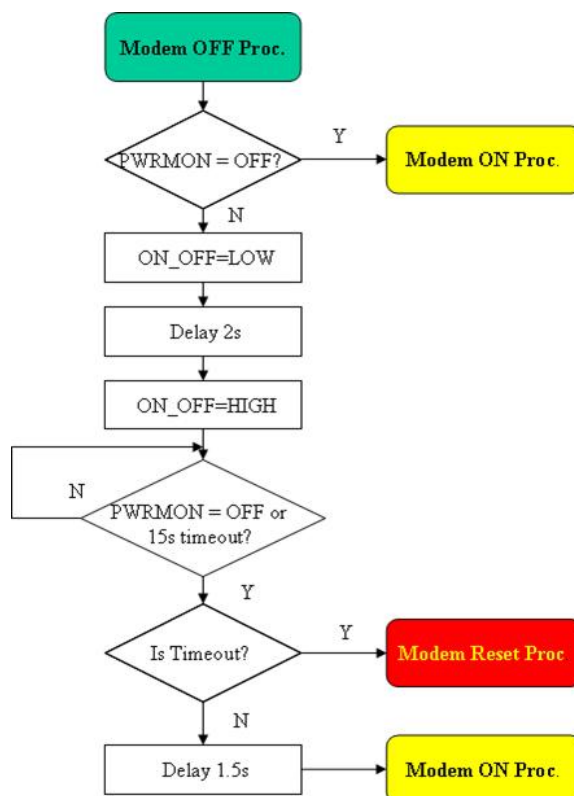 Modem OFF Proc.
PWRMON = OFF?
Y
Modem ON Proc.
N
ON_OFF=LOW
Delay 2s
ON_OFF=HIGH
N
PWRMON = OFF or
15s timeout?
Y
Is Timeout?
Y
Modem Reset Proc
N
Delay 1.5s
Modem ON Proc.